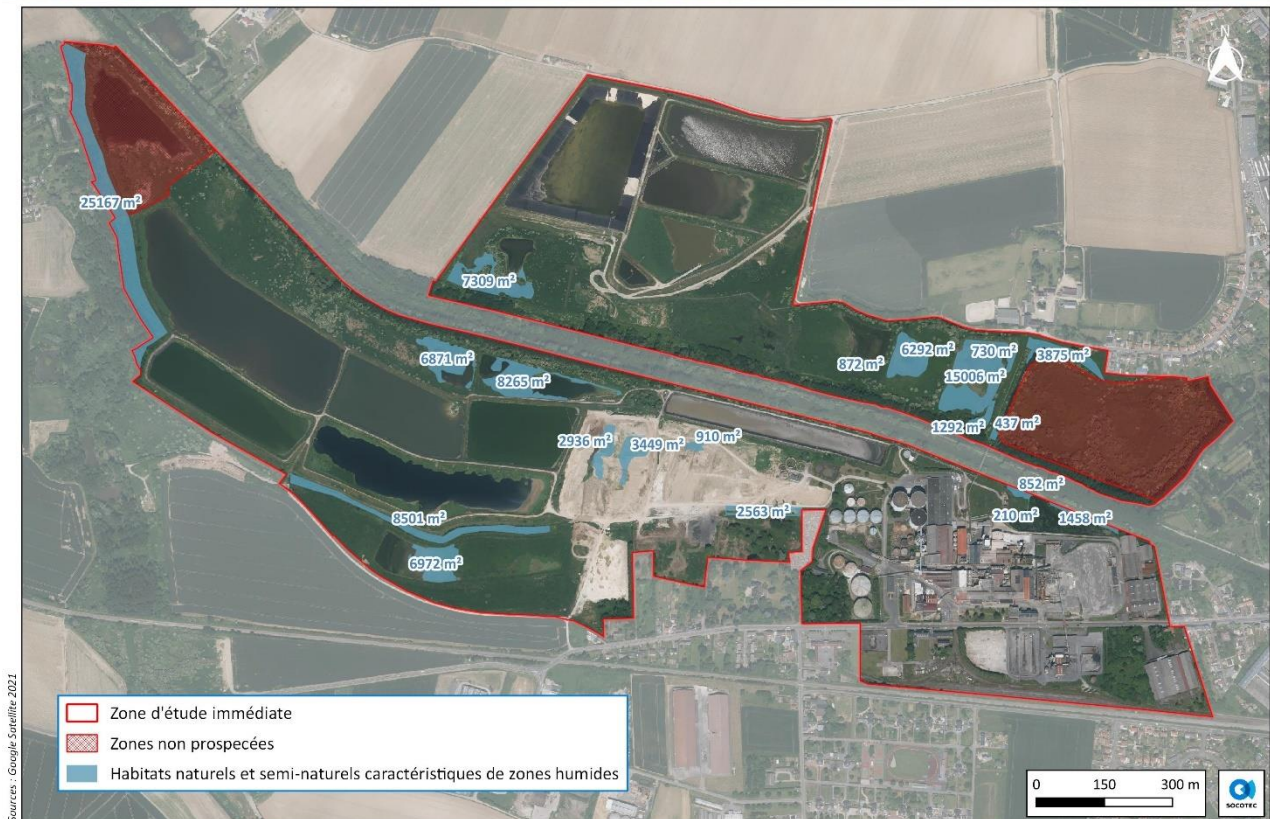 N
25167 m²
7309 m²
6871 m²
8265 m²
872 m²
6292 m²
730 m²
3875 m²
15006 m²
1292 m²
437 m²
2936 m²
3449 m²
910 m²
852 m²
8501 m²
2563 m²
210 m²
1458 m²
6972 m²
Zone d'étude immédiate
Zones non prospecées
Habitats naturels et semi-naturels caractéristiques de zones humides
0 150 300 m
SOCOTEC
Sources : Google Satellite 2021